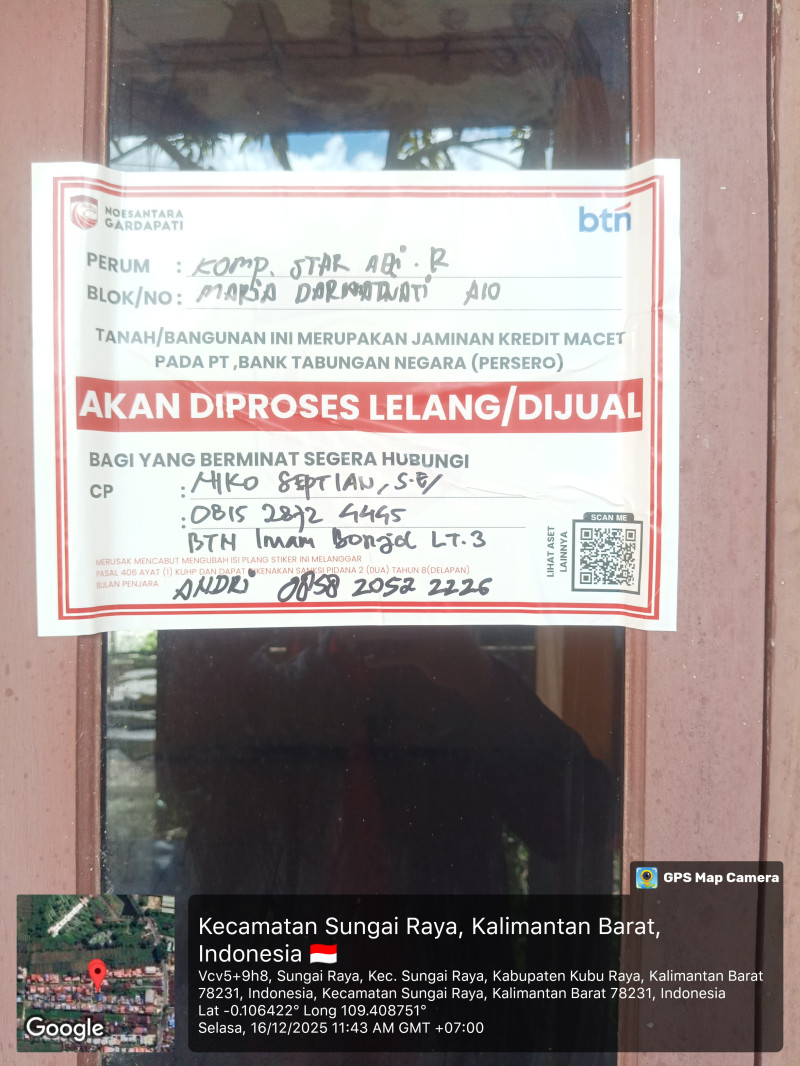 NOESANTARA
GARDAPATI
btn
PERUM : KOMP. STAR R
BLOK/NO : MARIA A10
TANAH/BANGUNAN INI MERUPAKAN JAMINAN KREDIT MACET
PADA PT ,BANK TABUNGAN NEGARA (PERSERO)
AKAN DIPROSES LELANG/DIJUAL
BAGI YANG BERMINAT SEGERA HUBUNGI
CP : SEPTIAN, S.E/
: 0815 2872 4445
BTN Imam Bonjol LT.3
MERUSAK MENCABUT MENGUBAH ISI PLANG STIKER INI MELANGGAR
PASAL 406 AYAT (1) KUHP DAN DAPAT DIKENAKAN SANKSI PIDANA 2 (DUA) TAHUN 8(DELAPAN)
BULAN PENJARA
ANDRI 0858 2052 2226
SCAN ME
LIHAT ASET
LAINNYA
GPS Map Camera
Kecamatan Sungai Raya, Kalimantan Barat,
Indonesia
Vcv5+9h8, Sungai Raya, Kec. Sungai Raya, Kabupaten Kubu Raya, Kalimantan Barat
78231, Indonesia, Kecamatan Sungai Raya, Kalimantan Barat 78231, Indonesia
Lat -0.106422° Long 109.408751°
Selasa, 16/12/2025 11:43 AM GMT +07:00
Google